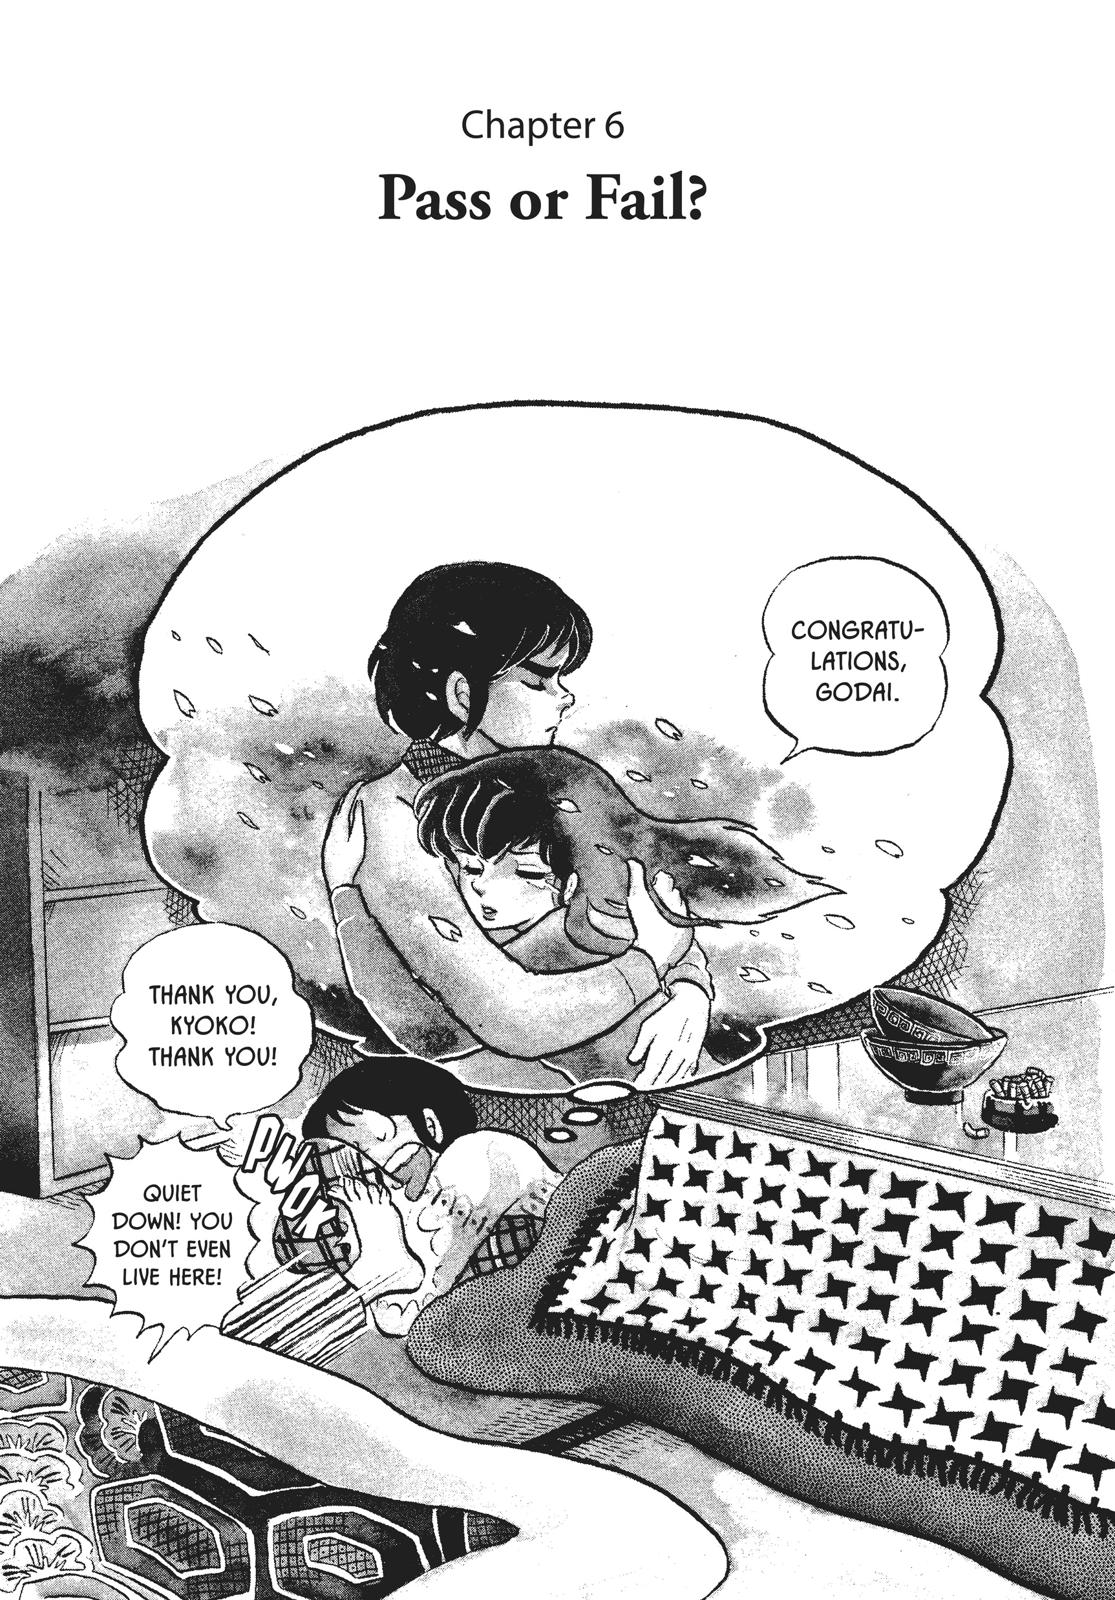 Chapter 6
Pass or Fail?
CONGRATU-
LATIONS,
GODAI.
THANK YOU,
KYOKO!
THANK YOU!
PWOK
QUIET
DOWN! YOU
DON'T EVEN
LIVE HERE!